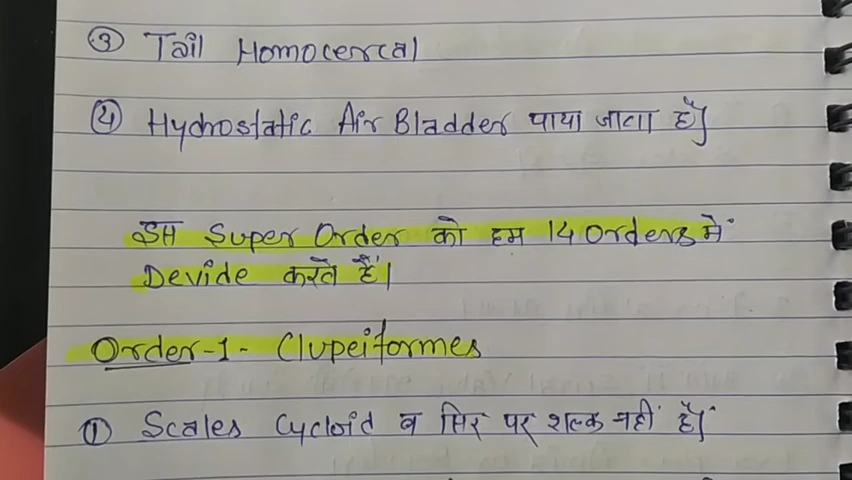 ③ Tail Homocercal
④ Hydrostatic Air Bladder पाया जाता है।
इस Super Order को हम 14 orders में
Devide करते हैं।
Order-1- Clupeiformes
① Scales Cycloid व सिर पर शल्क नहीं हैं।